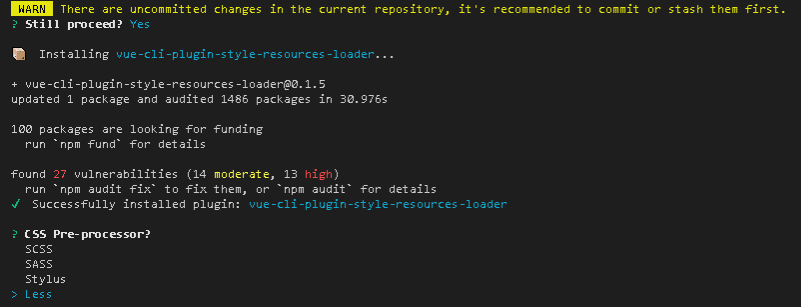 WARN There are uncommitted changes in the current repository, it's recommended to commit or stash them first.
? Still proceed? Yes
Installing vue-cli-plugin-style-resources-loader...
+ vue-cli-plugin-style-resources-loader@0.1.5
updated 1 package and audited 1486 packages in 30.976s
100 packages are looking for funding
run `npm fund` for details
found 27 vulnerabilities (14 moderate, 13 high)
run `npm audit fix` to fix them, or `npm audit` for details
✓ Successfully installed plugin: vue-cli-plugin-style-resources-loader
? CSS Pre-processor?
SCSS
SASS
Stylus
> Less